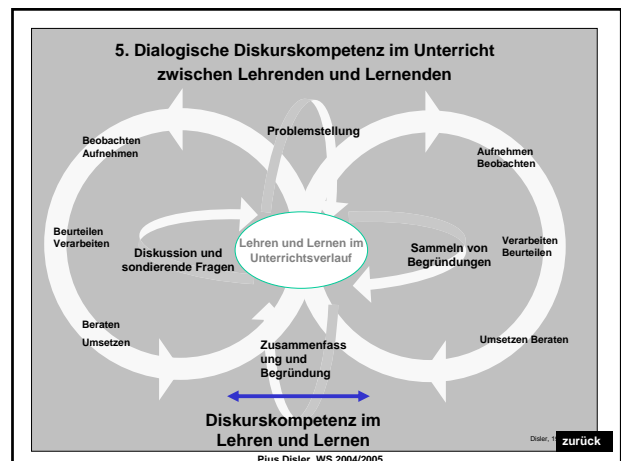 5. Dialogische Diskurskompetenz im Unterricht
zwischen Lehrenden und Lernenden
Problemstellung
Beobachten
Aufnehmen
Aufnehmen
Beobachten
Beurteilen
Verarbeiten
Diskussion und
sondierende Fragen
Lehren und Lernen im
Unterrichtsverlauf
Sammeln von
Begründungen
Verarbeiten
Beurteilen
Beraten
Umsetzen
Zusammenfass
ung und
Begründung
Umsetzen Beraten
Diskurskompetenz im
Lehren und Lernen
Disler,
zurück
Pius Disler, WS 2004/2005